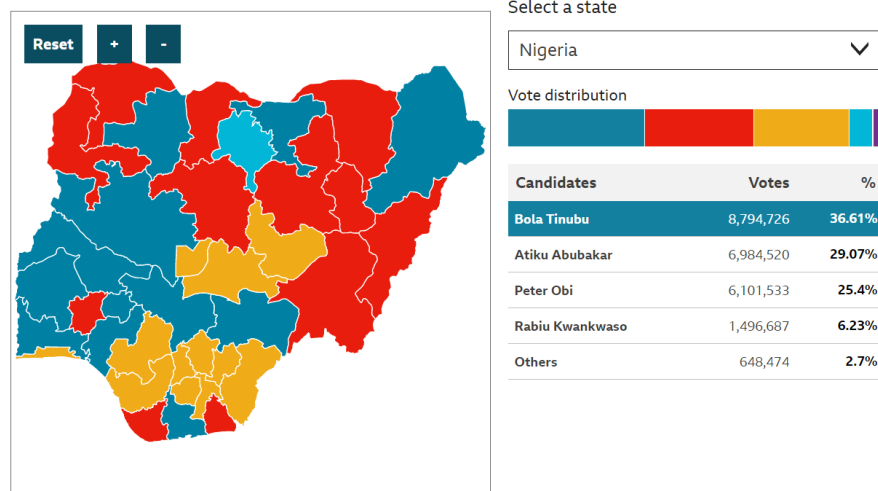 Select a state
Reset + -
Nigeria
Vote distribution
Candidates Votes %
Bola Tinubu 8,794,726 36.61%
Atiku Abubakar 6,984,520 29.07%
Peter Obi 6,101,533 25.4%
Rabiu Kwankwaso 1,496,687 6.23%
Others 648,474 2.7%